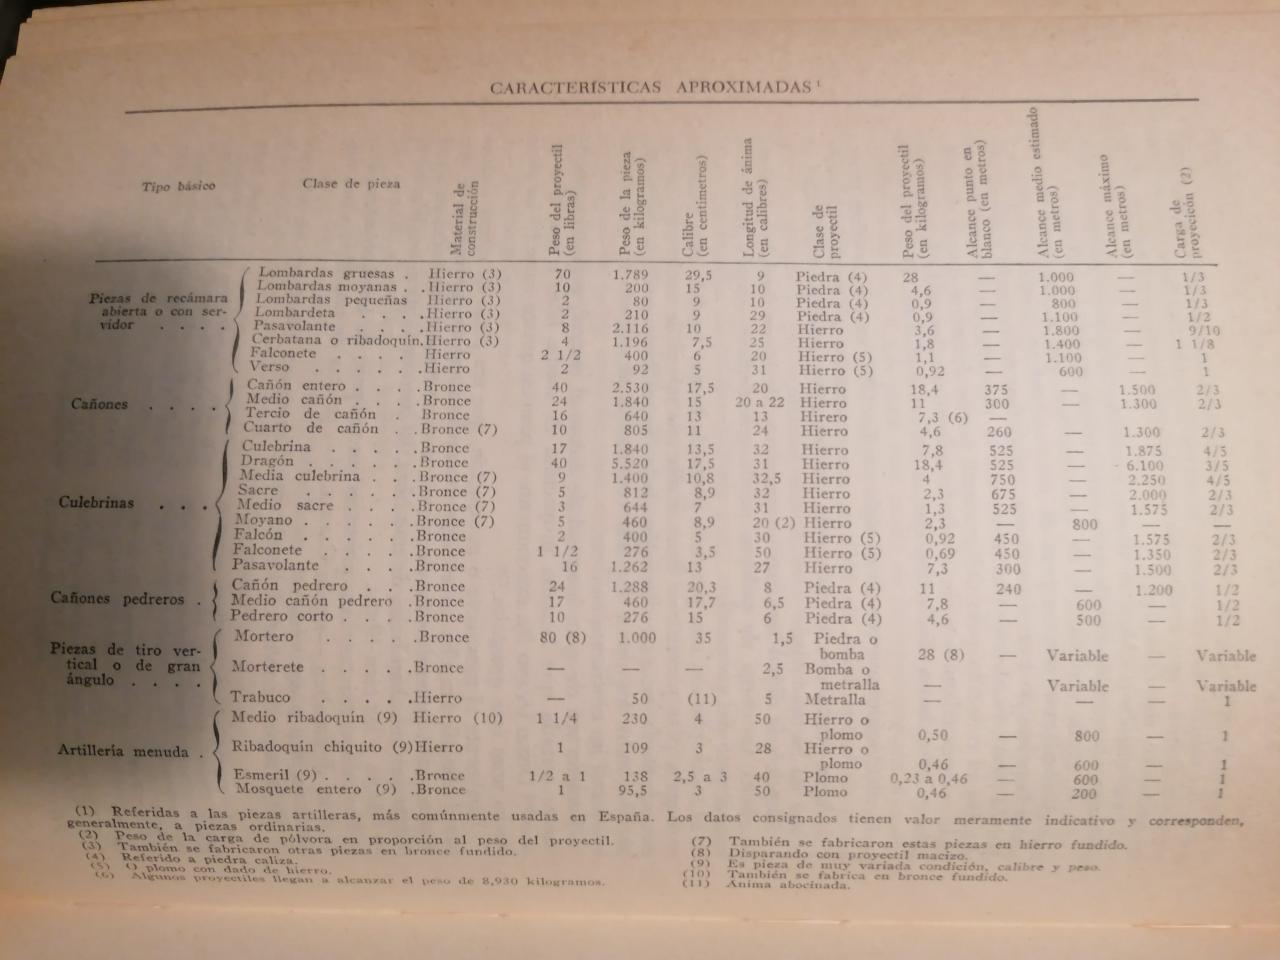 CARACTERÍSTICAS APROXIMADAS ¹
Tipo básico Clase de pieza Material de construcción Peso del proyectil (en libras) Peso de la pieza (en kilogramos) Calibre (en centímetros) Longitud de ánima (en calibres) Clase de proyectil Peso del proyectil (en kilogramos) Alcance punto en blanco (en metros) Alcance medio estimado (en metros) Alcance máximo (en metros) Carga de proyección (2)
Piezas de recámara abierta o con servidor . . . .
Lombardas gruesas . Hierro (3) 70 1.789 29,5 9 Piedra (4) 28 — 1.000 — 1/3
Lombardas moyanas . . Hierro (3) 10 200 15 10 Piedra (4) 4,6 — 1.000 — 1/3
Lombardas pequeñas Hierro (3) 2 80 9 10 Piedra (4) 0,9 — 800 — 1/3
Lombardeta . . . . Hierro (3) 2 210 9 29 Piedra (4) 0,9 — 1.100 — 1/2
Pasavolante . . . . Hierro (3) 8 2.116 10 22 Hierro 3,6 — 1.800 — 9/10
Cerbatana o ribadoquín. Hierro (3) 4 1.196 7,5 25 Hierro 1,8 — 1.400 — 1 1/8
Falconete . . . . Hierro 2 1/2 400 6 20 Hierro (5) 1,1 — 1.100 — 1
Verso . . . . . . Hierro 2 92 5 31 Hierro (5) 0,92 — 600 — 1
Cañones . . . .
Cañón entero . . . . Bronce 40 2.530 17,5 20 Hierro 18,4 375 — 1.500 2/3
Medio cañón . . . . Bronce 24 1.840 15 20 a 22 Hierro 11 300 — 1.300 2/3
Tercio de cañón . Bronce 16 640 13 13 Hirero 7,3 (6) —
Cuarto de cañón . . Bronce (7) 10 805 11 24 Hierro 4,6 260 — 1.300 2/3
Culebrinas . . .
Culebrina . . . . . Bronce 17 1.840 13,5 32 Hierro 7,8 525 — 1.875 4/5
Dragón . . . . . . Bronce 40 5.520 17,5 31 Hierro 18,4 525 — 6.100 3/5
Media culebrina . . . Bronce (7) 9 1.400 10,8 32,5 Hierro 4 750 — 2.250 4/5
Sacre . . . . . . Bronce (7) 5 812 8,9 32 Hierro 2,3 675 — 2.000 2/3
Medio sacre . . . . Bronce (7) 3 644 7 31 Hierro 1,3 525 — 1.575 2/3
Moyano . . . . . . Bronce (7) 5 460 8,9 20 (2) Hierro 2,3 — 800 — —
Falcón . . . . . . Bronce 2 400 5 30 Hierro (5) 0,92 450 — 1.575 2/3
Falconete . . . . . Bronce 1 1/2 276 3,5 50 Hierro (5) 0,69 450 — 1.350 2/3
Pasavolante . . . . Bronce 16 1.262 13 27 Hierro 7,3 300 — 1.500 2/3
Cañones pedreros .
Cañón pedrero . . . Bronce 24 1.288 20,3 8 Piedra (4) 11 240 — 1.200 1/2
Medio cañón pedrero . Bronce 17 460 17,7 6,5 Piedra (4) 7,8 — 600 — 1/2
Pedrero corto . . . . Bronce 10 276 15 6 Piedra (4) 4,6 — 500 — 1/2
Piezas de tiro vertical o de gran ángulo . . . .
Mortero . . . . . Bronce 80 (8) 1.000 35 1,5 Piedra o bomba 28 (8) — Variable — Variable
Morterete . . . . . Bronce — — — 2,5 Bomba o metralla — Variable — Variable
Trabuco . . . . . Hierro — 50 (11) 5 Metralla — — — — 1
Artillería menuda .
Medio ribadoquín (9) Hierro (10) 1 1/4 230 4 50 Hierro o plomo 0,50 — 800 — 1
Ribadoquín chiquito (9) Hierro 1 109 3 28 Hierro o plomo 0,46 — 600 — 1
Esmeril (9) . . . . . Bronce 1/2 a 1 138 2,5 a 3 40 Plomo 0,23 a 0,46 — 600 — 1
Mosquete entero (9) . Bronce 1 95,5 3 50 Plomo 0,46 — 200 — 1
(1) Referidas a las piezas artilleras, más comúnmente usadas en España. Los datos consignados tienen valor meramente indicativo y corresponden,
generalmente, a piezas ordinarias.
(2) Peso de la carga de pólvora en proporción al peso del proyectil.
(3) También se fabricaron otras piezas en bronce fundido.
(4) Referido a piedra caliza.
(5) O plomo con dado de hierro.
(6) Algunos proyectiles llegan a alcanzar el peso de 8,930 kilogramos.
(7) También se fabricaron estas piezas en hierro fundido.
(8) Disparando con proyectil macizo.
(9) Es pieza de muy variada condición, calibre y peso.
(10) También se fabrica en bronce fundido.
(11) Anima abocinada.